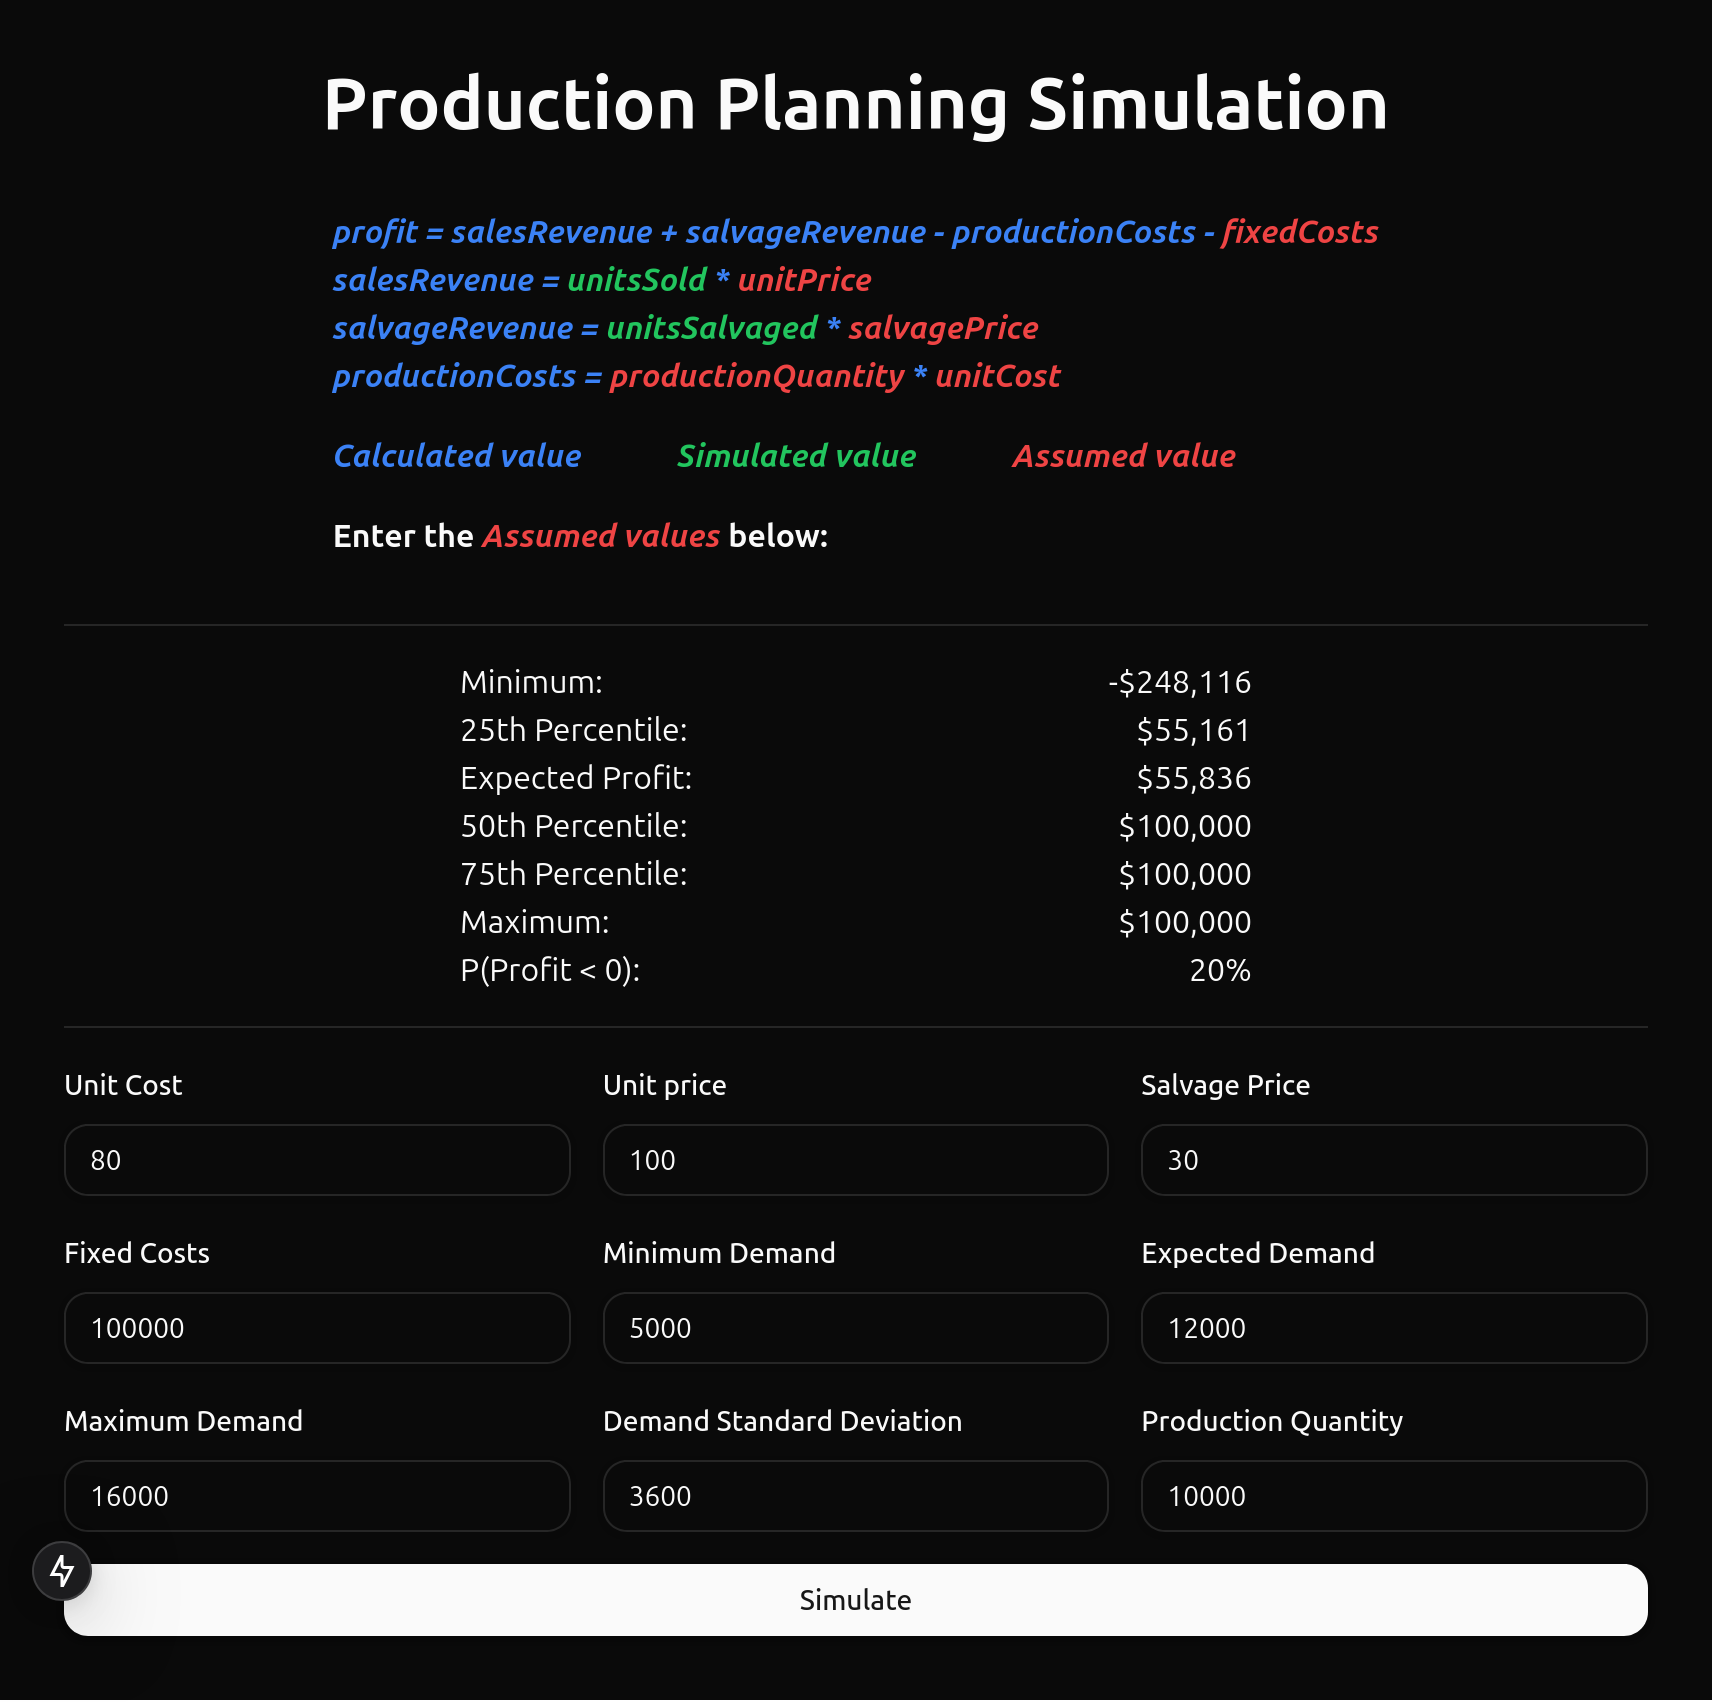 Production Planning Simulation
profit = salesRevenue + salvageRevenue - productionCosts - fixedCosts
salesRevenue = unitsSold * unitPrice
salvageRevenue = unitsSalvaged * salvagePrice
productionCosts = productionQuantity * unitCost
Calculated value Simulated value Assumed value
Enter the Assumed values below:
Minimum: -$248,116
25th Percentile: $55,161
Expected Profit: $55,836
50th Percentile: $100,000
75th Percentile: $100,000
Maximum: $100,000
P(Profit < 0): 20%
Unit Cost Unit price Salvage Price
80 100 30
Fixed Costs Minimum Demand Expected Demand
100000 5000 12000
Maximum Demand Demand Standard Deviation Production Quantity
16000 3600 10000
Simulate